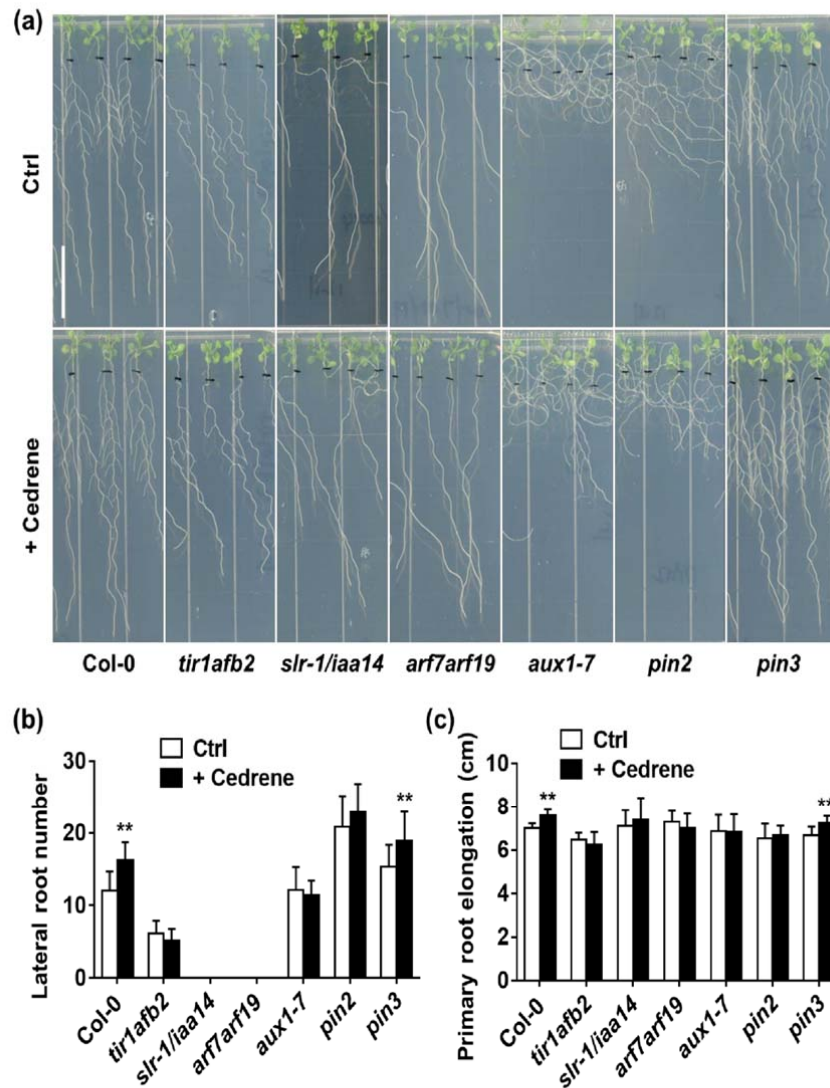 (a)
Ctrl
+ Cedrene
Col-0 tir1afb2 slr-1/iaa14 arf7arf19 aux1-7 pin2 pin3
(b)
Ctrl
+ Cedrene
Lateral root number
30
20
10
0
**
**
Col-0
tir1afb2
slr-1/iaa14
arf7arf19
aux1-7
pin2
pin3
(c)
Ctrl
+ Cedrene
Primary root elongation (cm)
10
8
6
4
2
0
**
**
Col-0
tir1afb2
slr-1/iaa14
arf7arf19
aux1-7
pin2
pin3